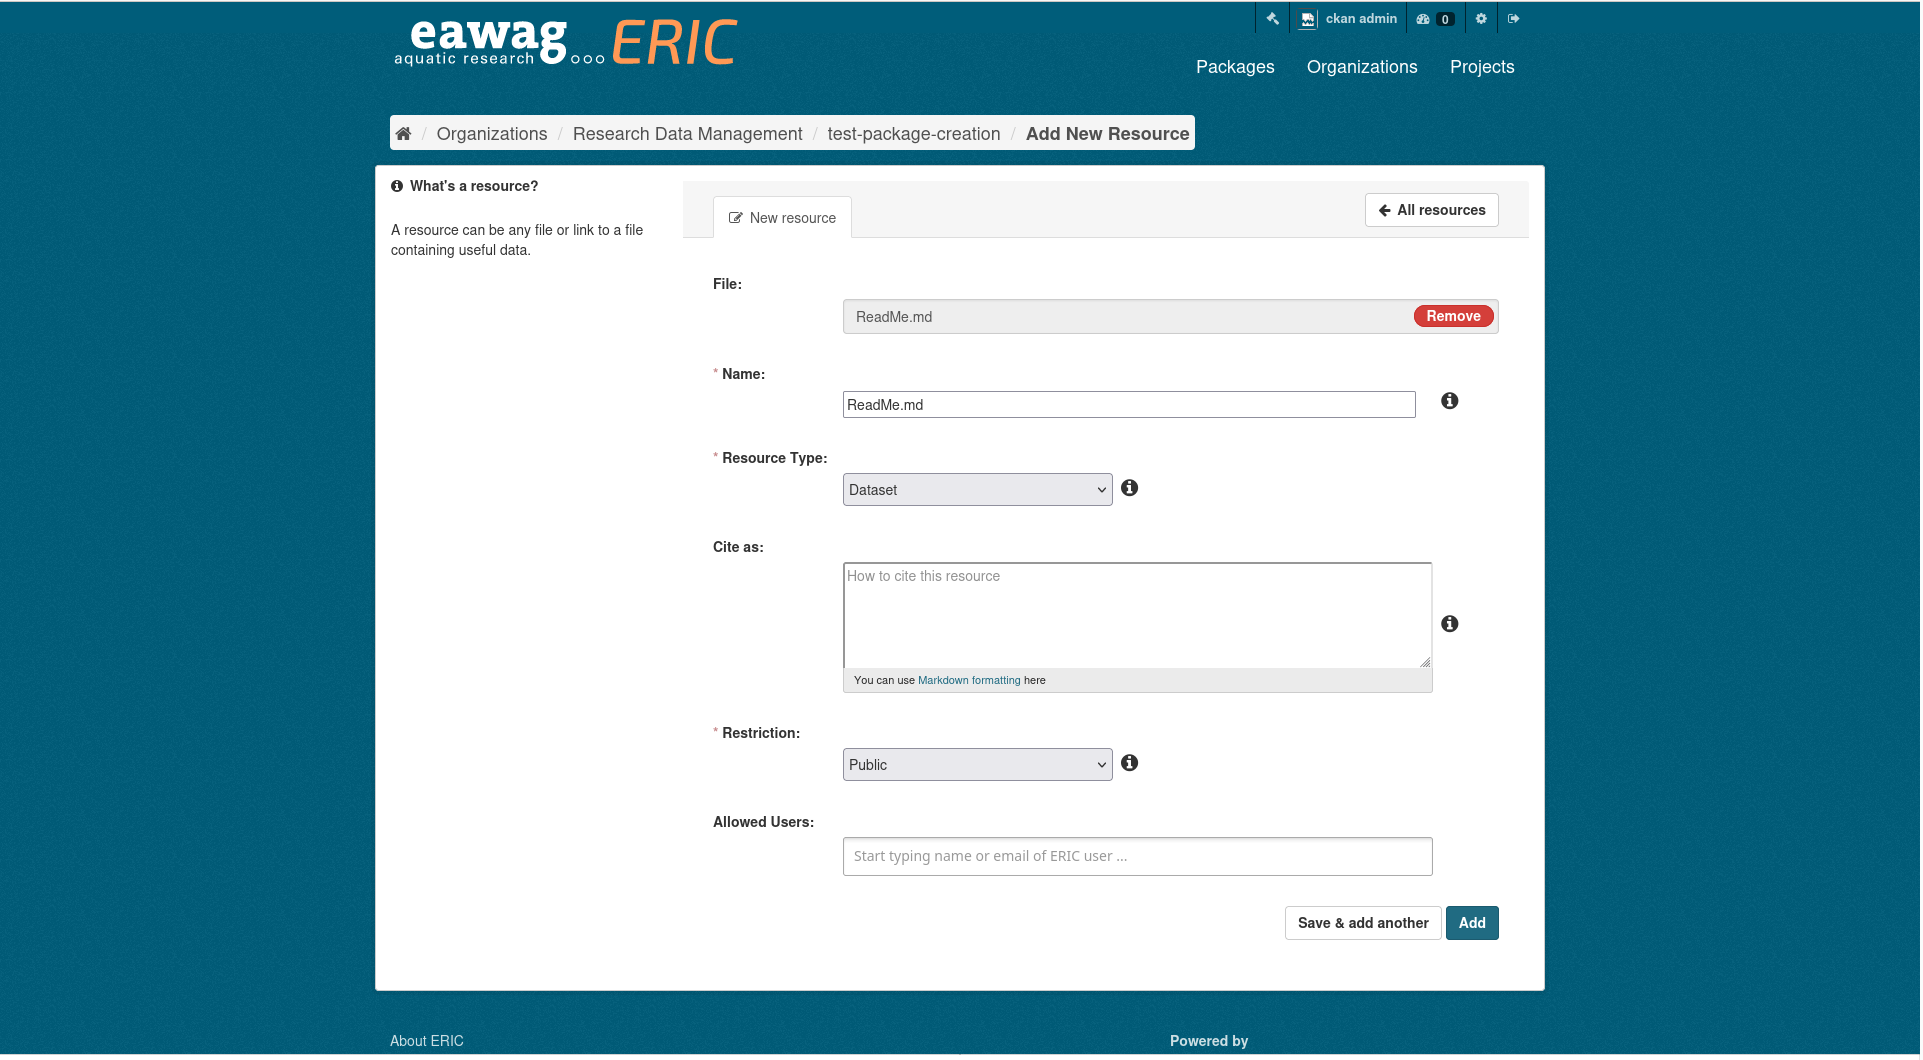 eawag
aquatic research
ERIC
ckan admin
0
Packages
Organizations
Projects
/ Organizations / Research Data Management / test-package-creation / Add New Resource
What's a resource?
A resource can be any file or link to a file
containing useful data.
New resource
All resources
File:
ReadMe.md
Remove
* Name:
ReadMe.md
* Resource Type:
Dataset
Cite as:
How to cite this resource
You can use Markdown formatting here
* Restriction:
Public
Allowed Users:
Start typing name or email of ERIC user ...
Save & add another
Add
About ERIC
Powered by